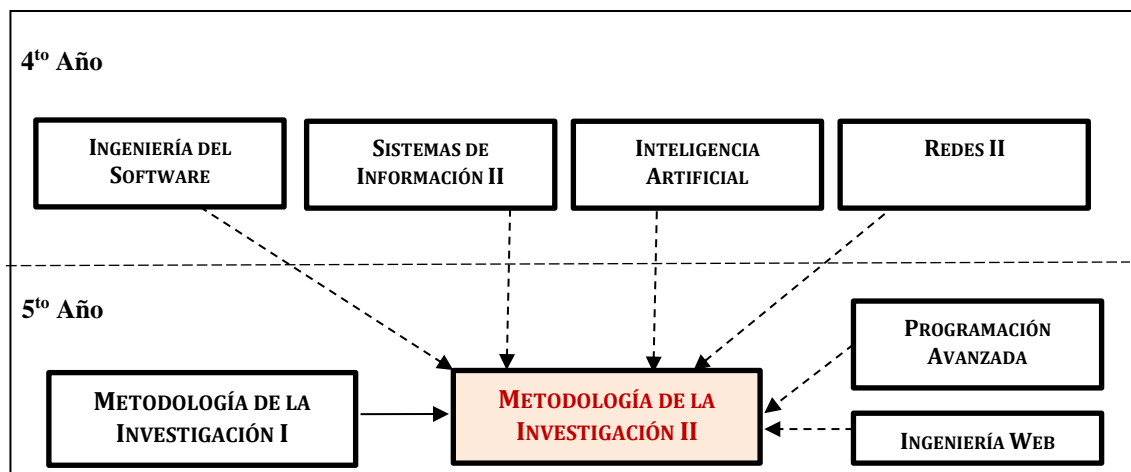 4to Año
INGENIERÍA DEL
SOFTWARE
SISTEMAS DE
INFORMACIÓN II
INTELIGENCIA
ARTIFICIAL
REDES II
5to Año
PROGRAMACIÓN
AVANZADA
METODOLOGÍA DE LA
INVESTIGACIÓN I
METODOLOGÍA DE LA
INVESTIGACIÓN II
INGENIERÍA WEB